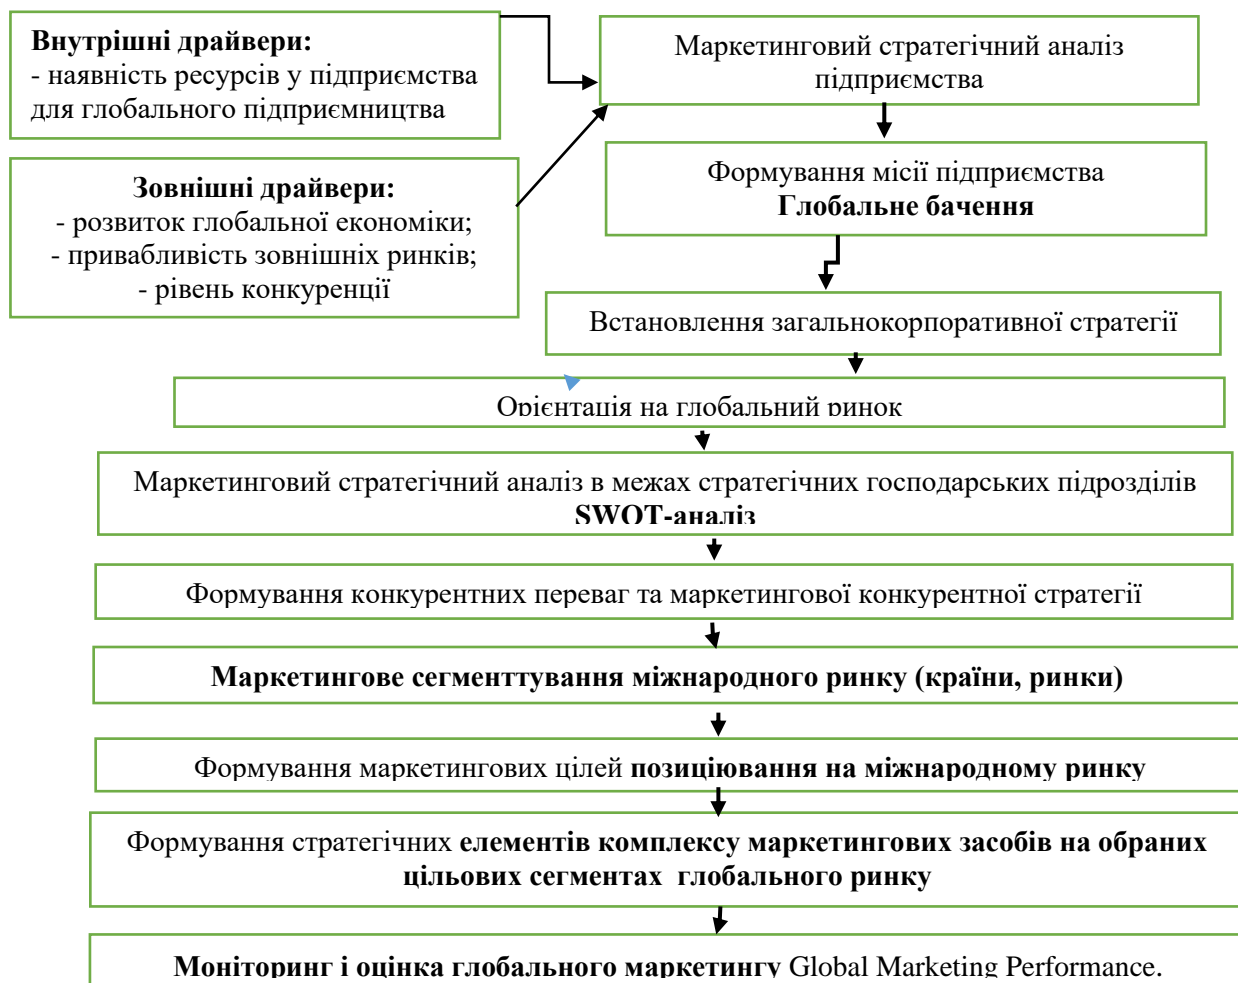 Внутрішні драйвери:
- наявність ресурсів у підприємства
для глобального підприємництва
Зовнішні драйвери:
- розвиток глобальної економіки;
- привабливість зовнішніх ринків;
- рівень конкуренції
Маркетинговий стратегічний аналіз
підприємства
Формування місії підприємства
Глобальне бачення
Встановлення загальнокорпоративної стратегії
Орієнтація на глобальний ринок
Маркетинговий стратегічний аналіз в межах стратегічних господарських підрозділів
SWOT-аналіз
Формування конкурентних переваг та маркетингової конкурентної стратегії
Маркетингове сегменттування міжнародного ринку (країни, ринки)
Формування маркетингових цілей позиціювання на міжнародному ринку
Формування стратегічних елементів комплексу маркетингових засобів на обраних
цільових сегментах глобального ринку
Моніторинг і оцінка глобального маркетингу Global Marketing Performance.